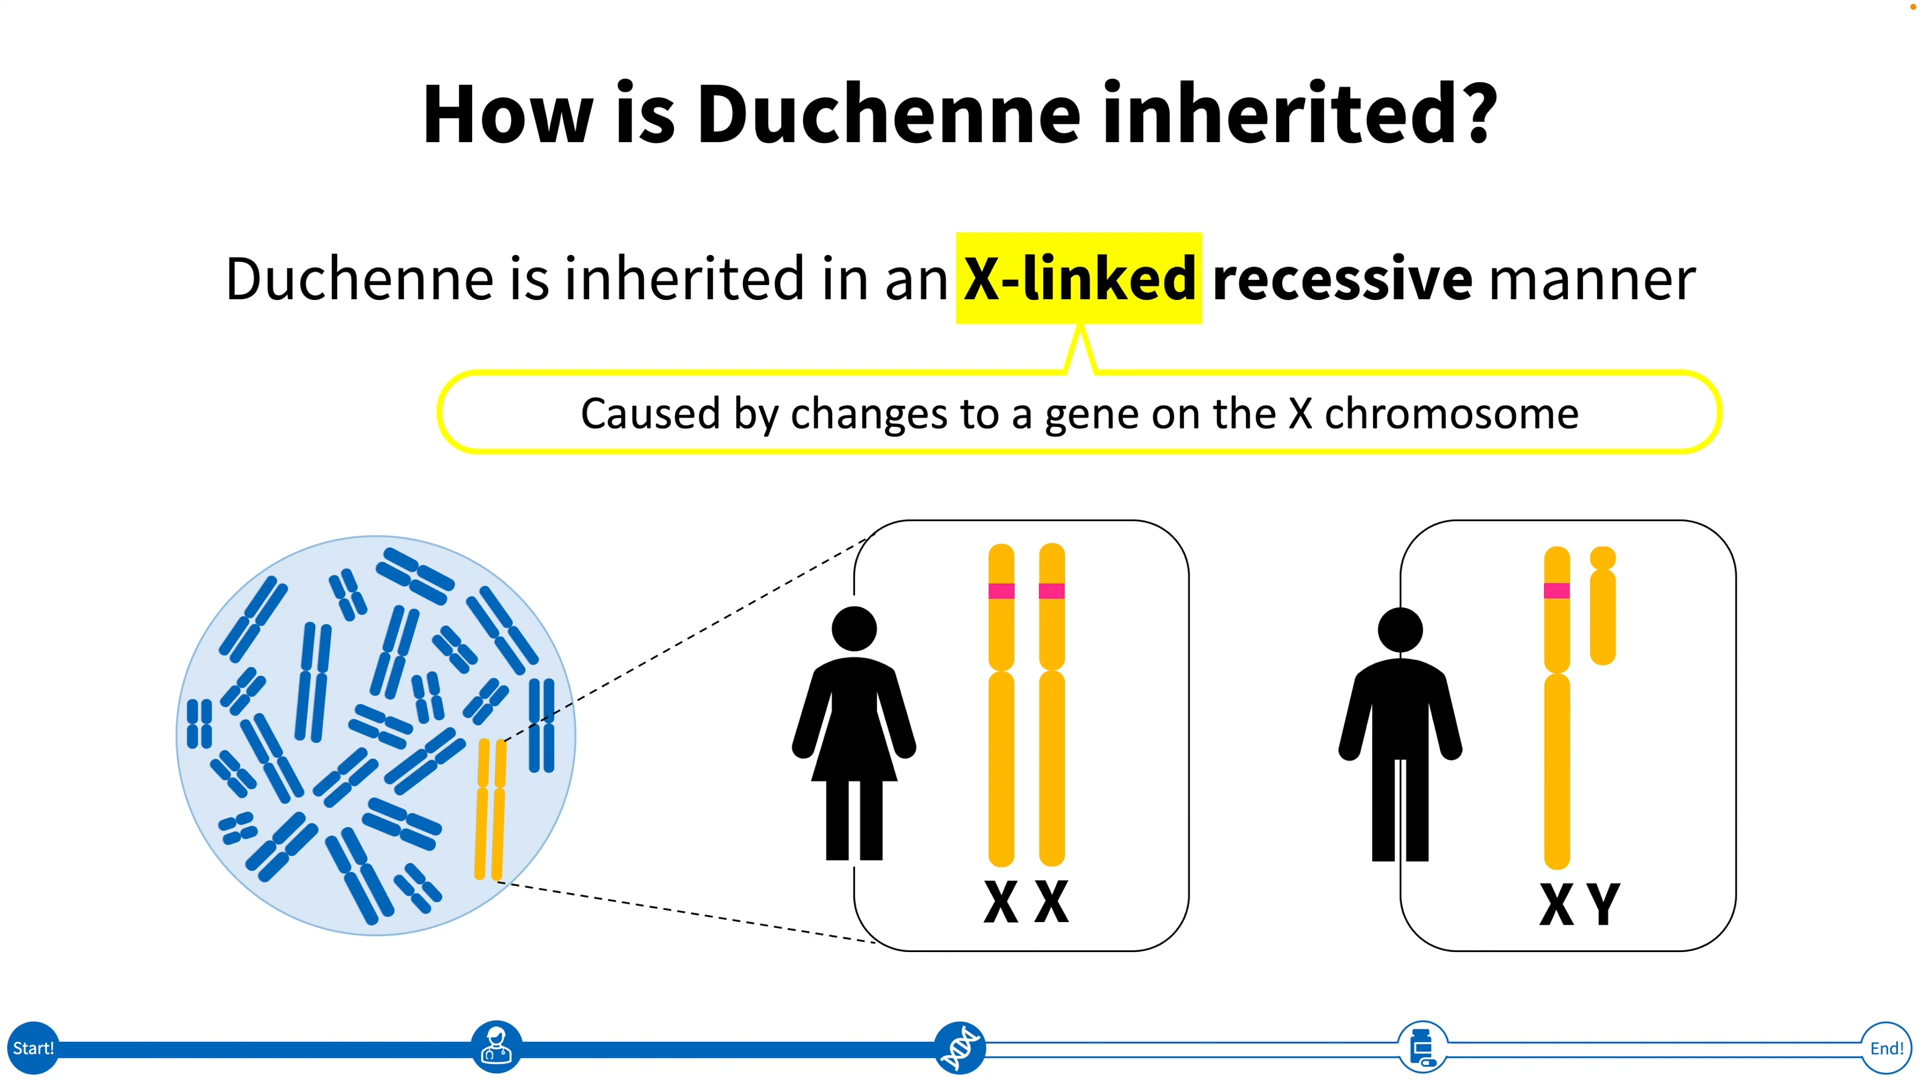 How is Duchenne inherited?
Duchenne is inherited in an X-linked recessive manner
Caused by changes to a gene on the X chromosome
X X
X Y
Start!
End!